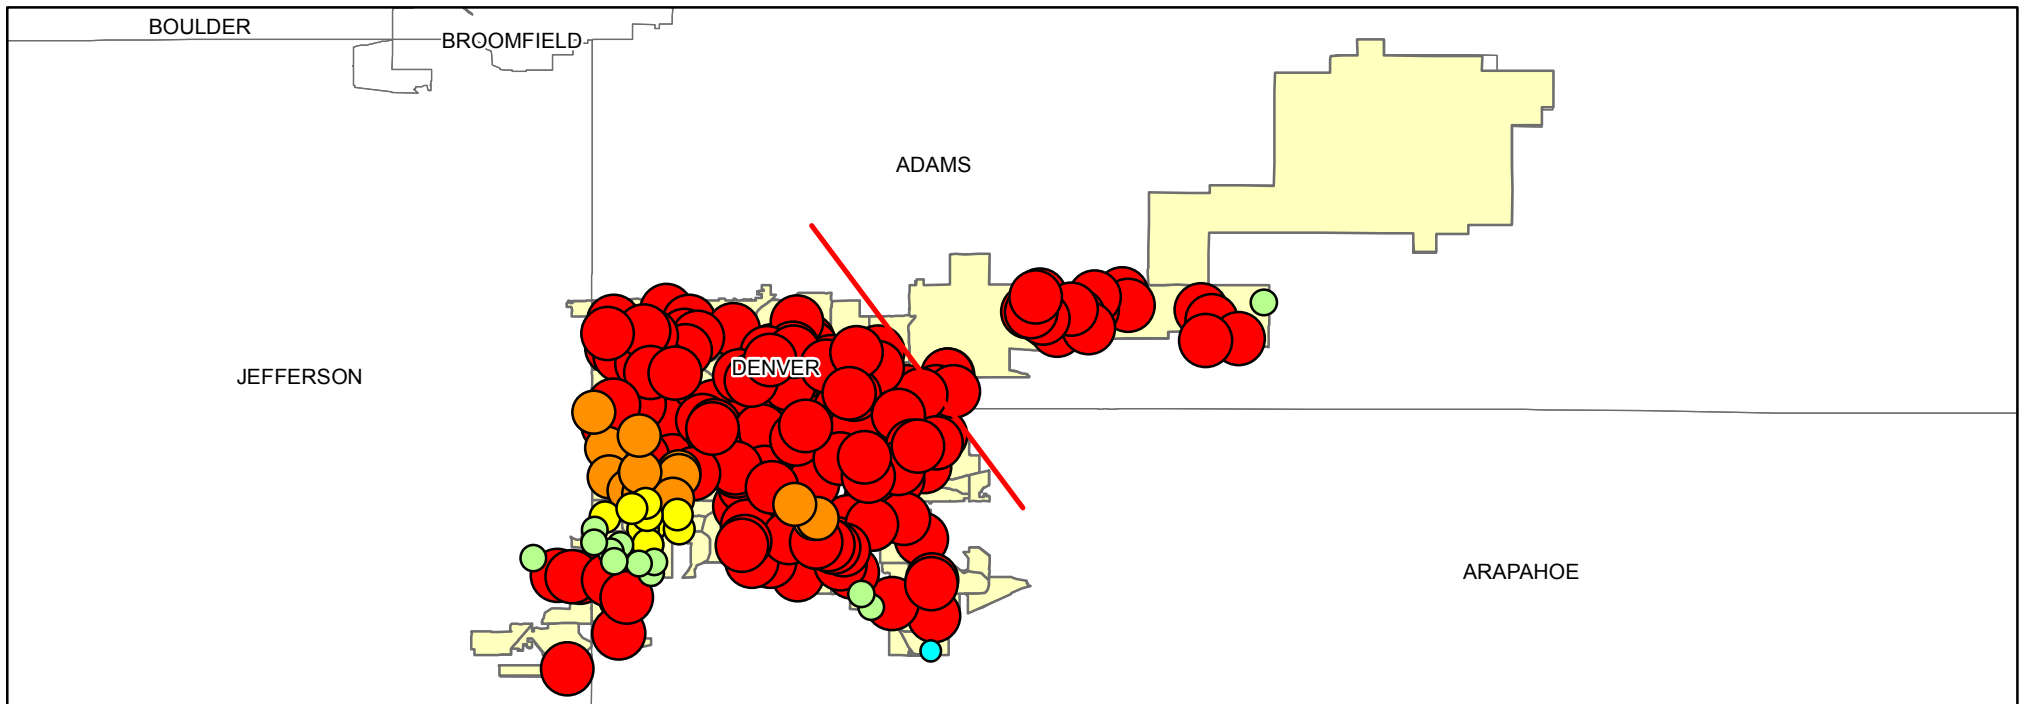 BOULDER
BROOMFIELD
ADAMS
DENVER
JEFFERSON
ARAPAHOE